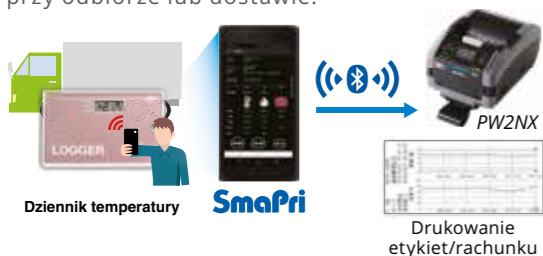 przy odbiorze lub dostawie.
LOGGER
Dziennik temperatury
SmaPri
PW2NX
Drukowanie
etykiet/rachunku